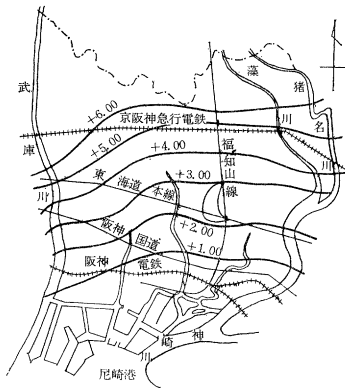 武庫川
藻川
猪名川
+6.00
京阪神急行電鉄
+5.00
+4.00
福知山線
東海道本線
+3.00
阪神国道
+2.00
+1.00
阪神電鉄
神崎川
尼崎港